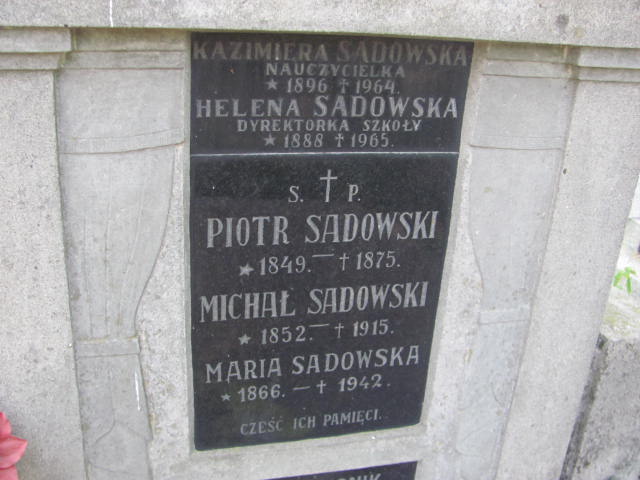 KAZIMIERA SADOWSKA
NAUCZYCIELKA
★ 1896 † 1964.
HELENA SADOWSKA
DYREKTORKA SZKOŁY
★ 1888 † 1965.
S. † P.
PIOTR SADOWSKI
★ 1849. — † 1875.
MICHAŁ SADOWSKI
★ 1852 — † 1915.
MARIA SADOWSKA
★ 1866. — † 1942.
CZEŚĆ ICH PAMIĘCI.